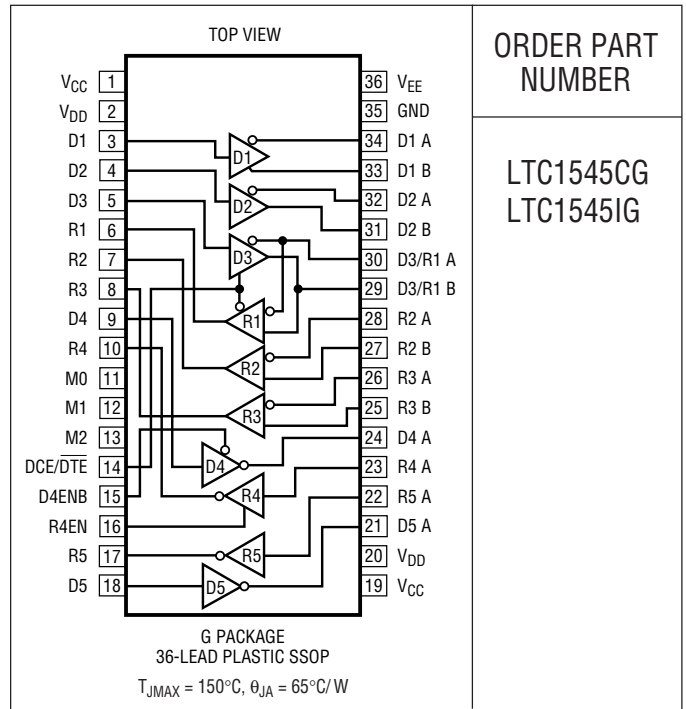 TOP VIEW
ORDER PART
NUMBER
LTC1545CG
LTC1545IG
VCC 1
VDD 2
D1 3
D2 4
D3 5
R1 6
R2 7
R3 8
D4 9
R4 10
M0 11
M1 12
M2 13
DCE/DTE 14
D4ENB 15
R4EN 16
R5 17
D5 18
D1
D2
D3
R1
R2
R3
D4
R4
R5
D5
36 VEE
35 GND
34 D1 A
33 D1 B
32 D2 A
31 D2 B
30 D3/R1 A
29 D3/R1 B
28 R2 A
27 R2 B
26 R3 A
25 R3 B
24 D4 A
23 R4 A
22 R5 A
21 D5 A
20 VDD
19 VCC
G PACKAGE
36-LEAD PLASTIC SSOP
TJMAX = 150°C, θJA = 65°C/W